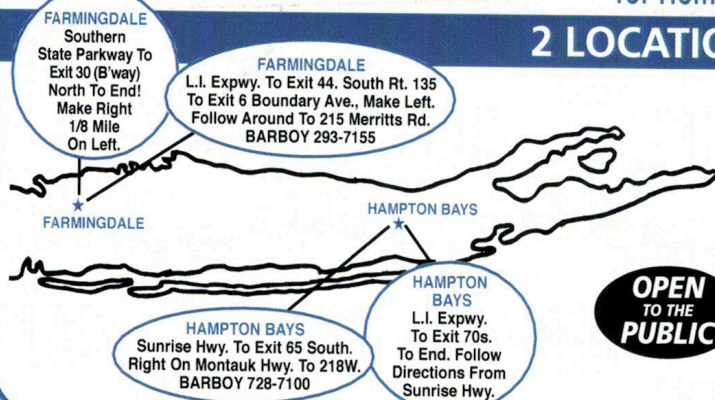 2 LOCATIO
FARMINGDALE
Southern
State Parkway To
Exit 30 (B'way)
North To End!
Make Right
1/8 Mile
On Left.
FARMINGDALE
L.I. Expwy. To Exit 44. South Rt. 135
To Exit 6 Boundary Ave., Make Left.
Follow Around To 215 Merritts Rd.
BARBOY 293-7155
FARMINGDALE
HAMPTON BAYS
HAMPTON BAYS
Sunrise Hwy. To Exit 65 South.
Right On Montauk Hwy. To 218W.
BARBOY 728-7100
HAMPTON
BAYS
L.I. Expwy.
To Exit 70s.
To End. Follow
Directions From
Sunrise Hwy.
OPEN
TO THE
PUBLIC